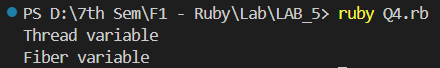 PS D:\7th Sem\F1 - Ruby\Lab\LAB_5> ruby Q4.rb
Thread variable
Fiber variable